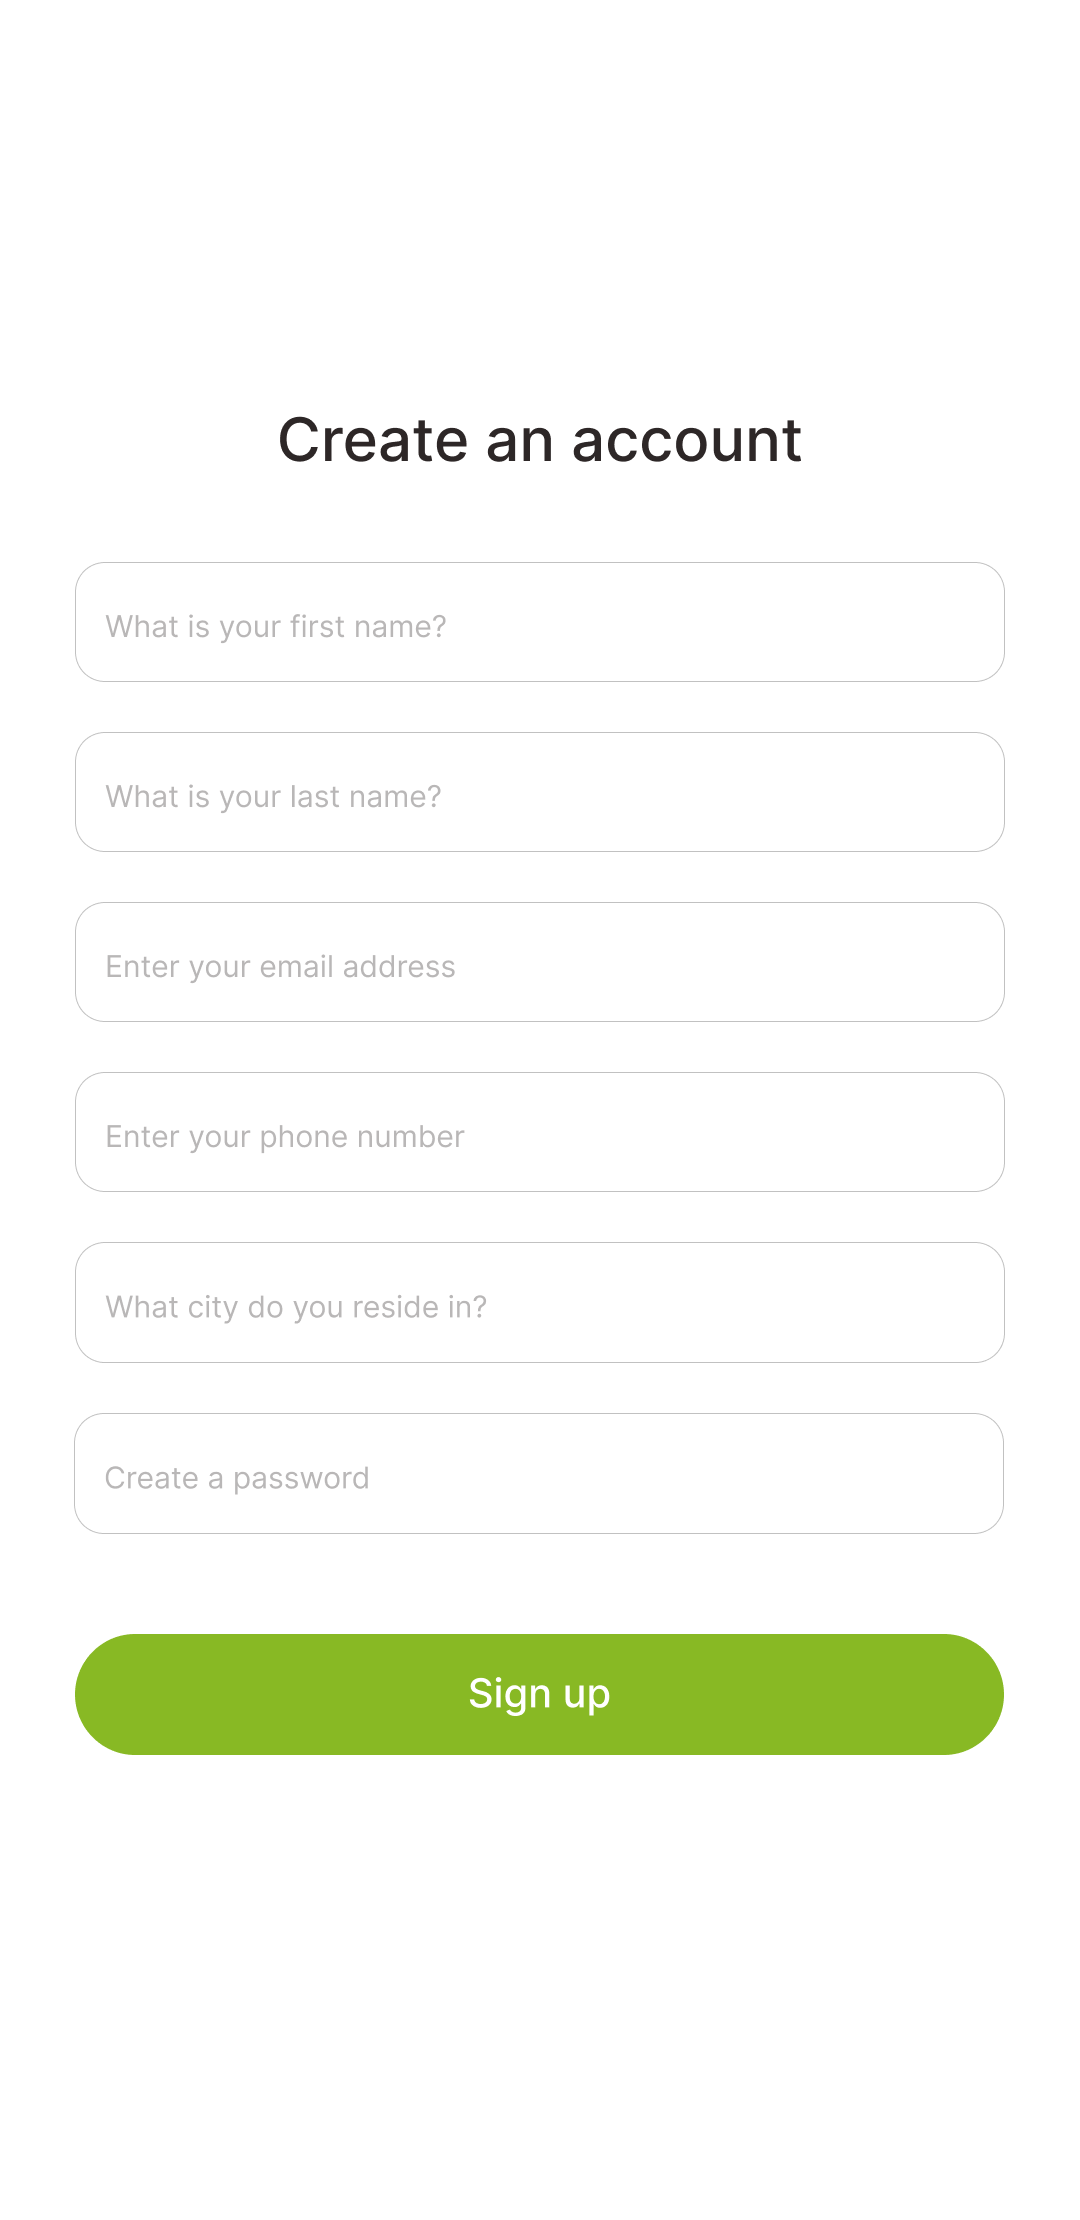 Create an account
What is your first name?
What is your last name?
Enter your email address
Enter your phone number
What city do you reside in?
Create a password
Sign up